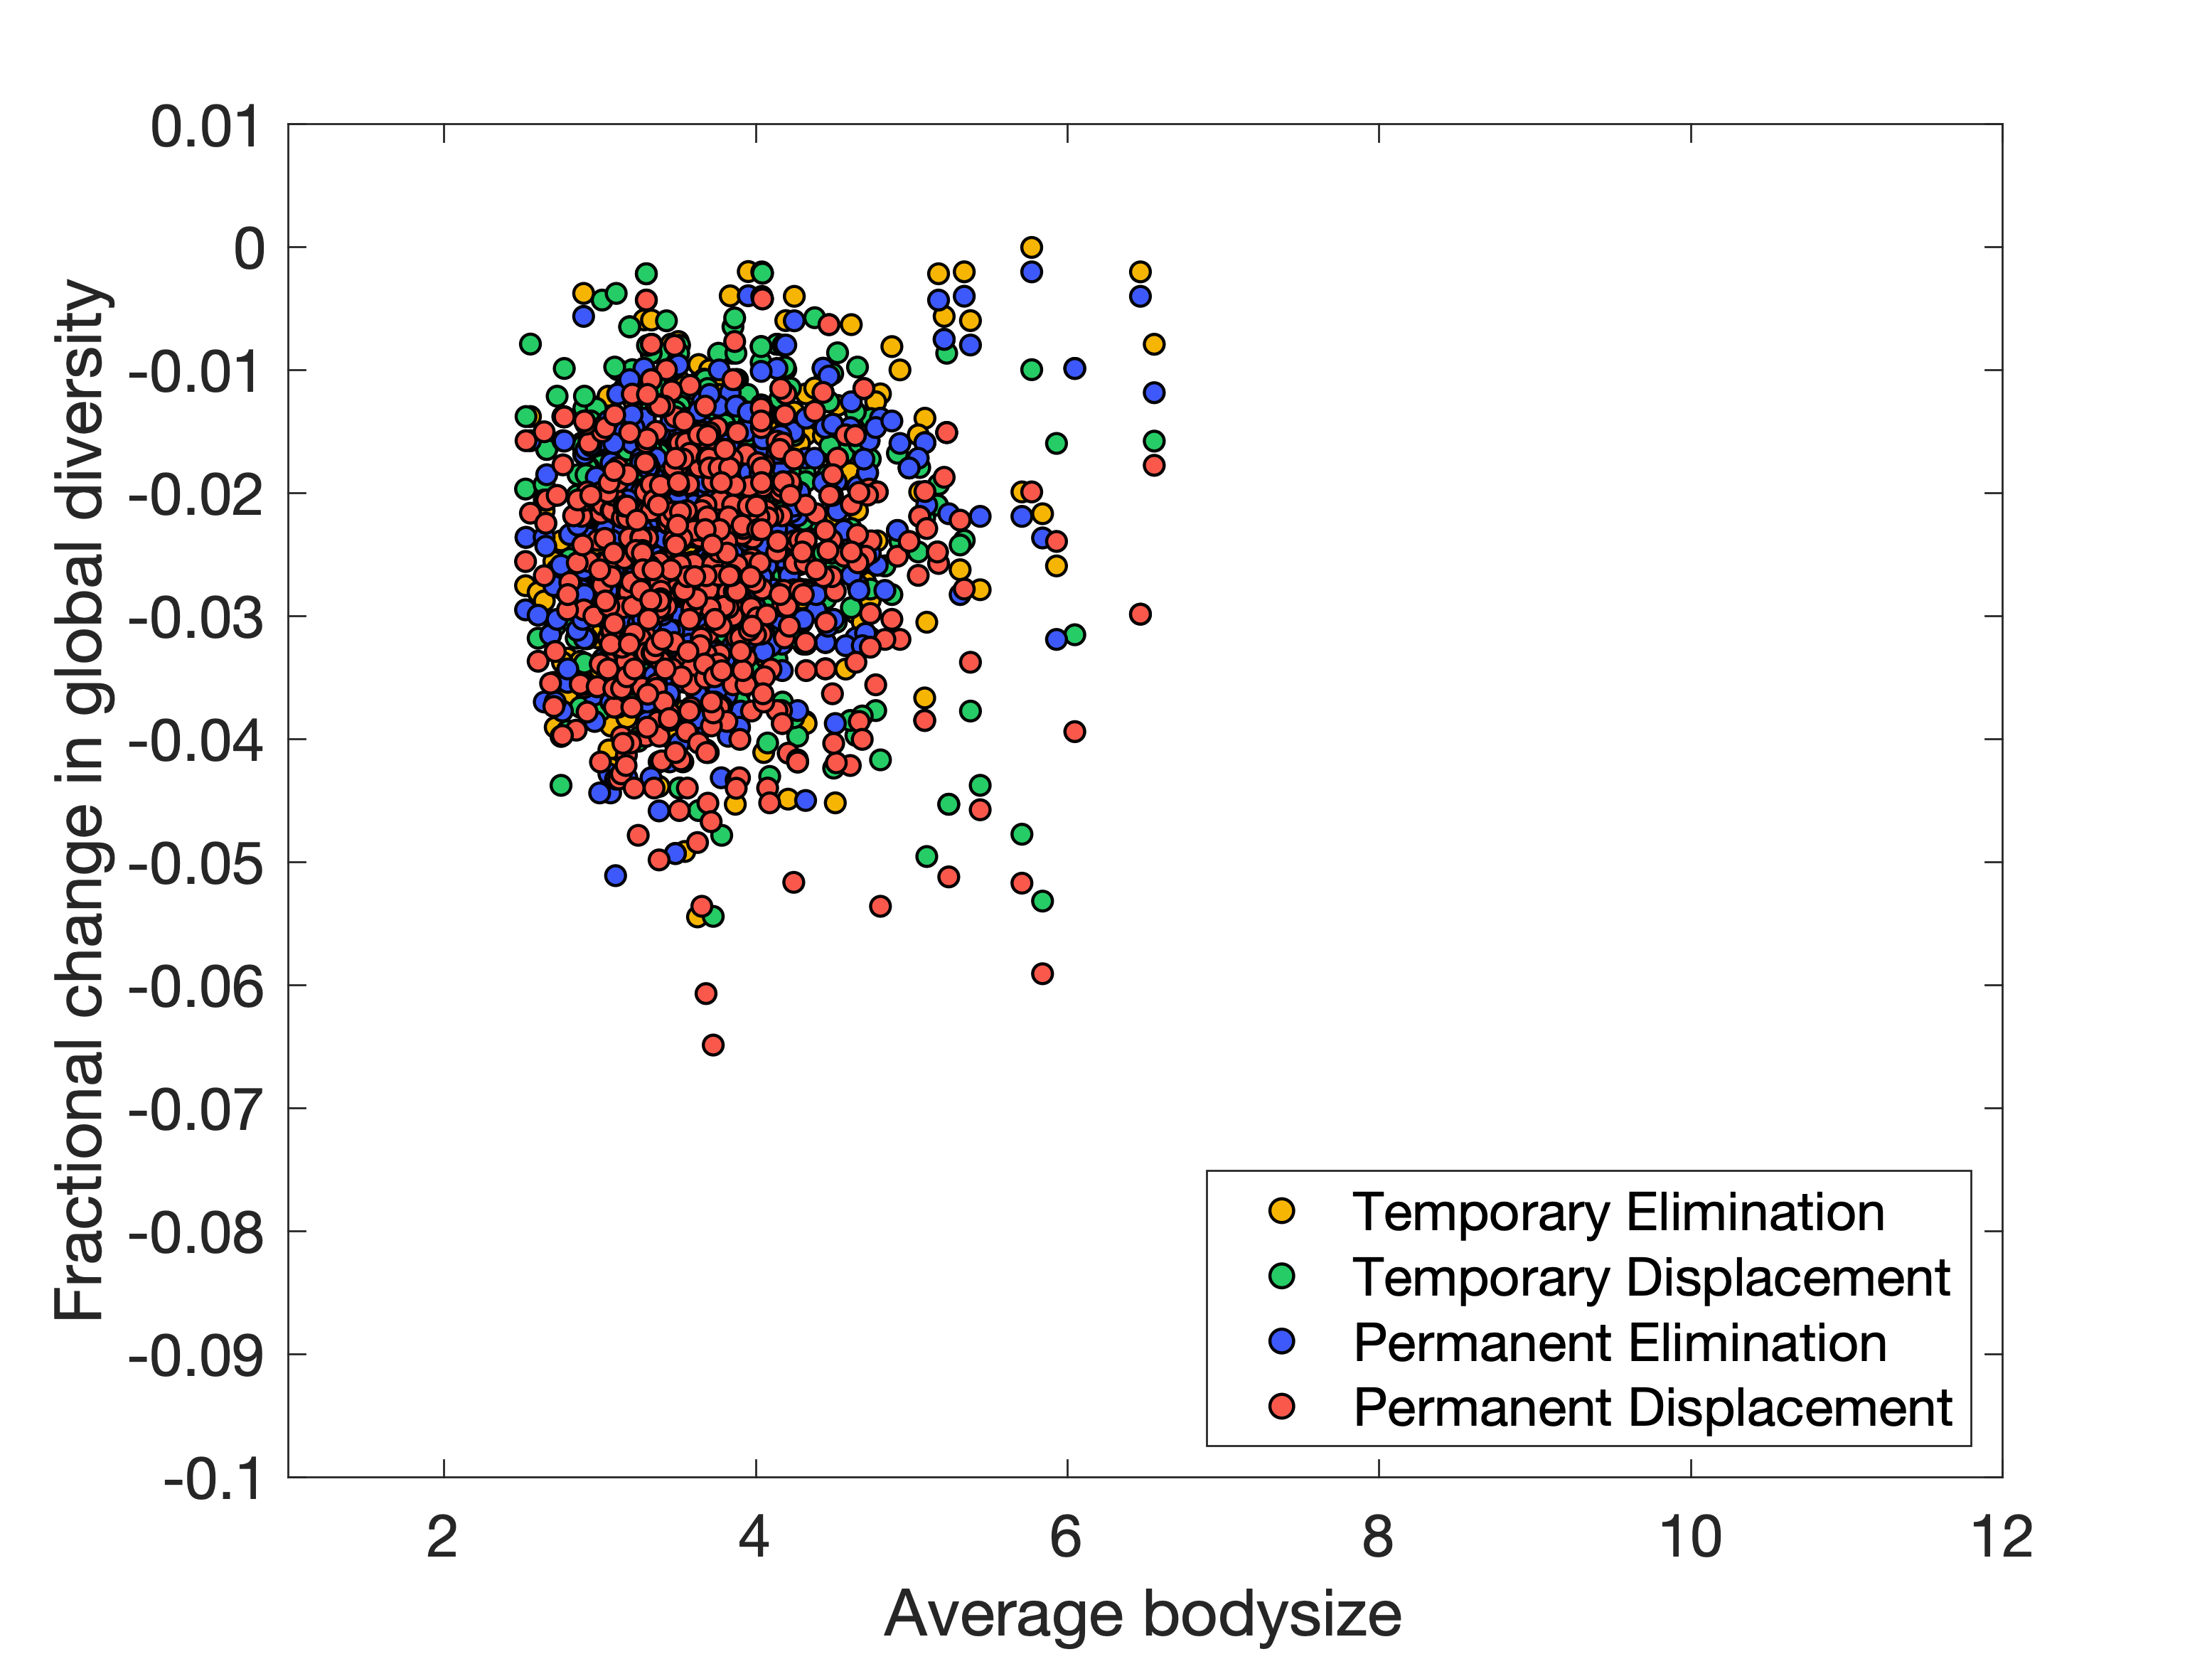 0.01
0
-0.01
-0.02
-0.03
-0.04
-0.05
-0.06
-0.07
-0.08
-0.09
-0.1
Fractional change in global diversity
Temporary Elimination
Temporary Displacement
Permanent Elimination
Permanent Displacement
2 4 6 8 10 12
Average bodysize